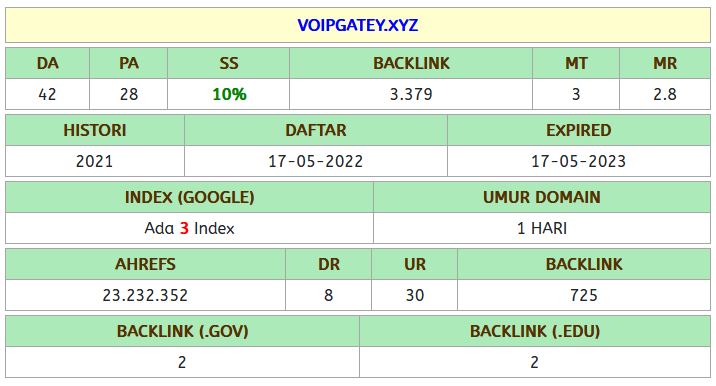 VOIPGATEY.XYZ
DA PA SS BACKLINK MT MR
42 28 10% 3.379 3 2.8
HISTORI DAFTAR EXPIRED
2021 17-05-2022 17-05-2023
INDEX (GOOGLE) UMUR DOMAIN
Ada 3 Index 1 HARI
AHREFS DR UR BACKLINK
23.232.352 8 30 725
BACKLINK (.GOV) BACKLINK (.EDU)
2 2